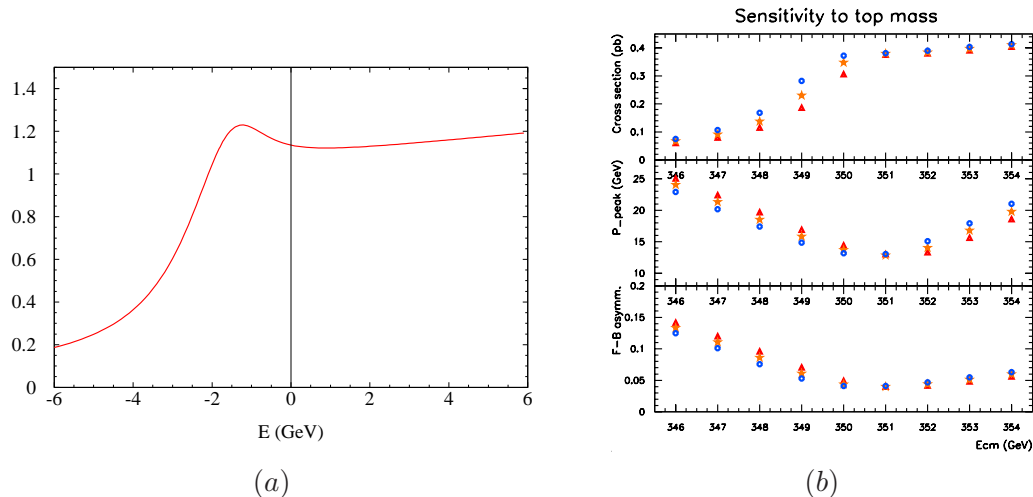 Sensitivity to top mass
1.4
1.2
1
0.8
0.6
0.4
0.2
0
-6 -4 -2 0 2 4 6
E (GeV)
(a)
Cross section (pb)
0.4
0.3
0.2
0.1
0
346 347 348 349 350 351 352 353 354
P_peak (GeV)
25
20
15
10
346 347 348 349 350 351 352 353 354
F-B asymm.
0.2
0.15
0.1
0.05
0
346 347 348 349 350 351 352 353 354
Ecm (GeV)
(b)